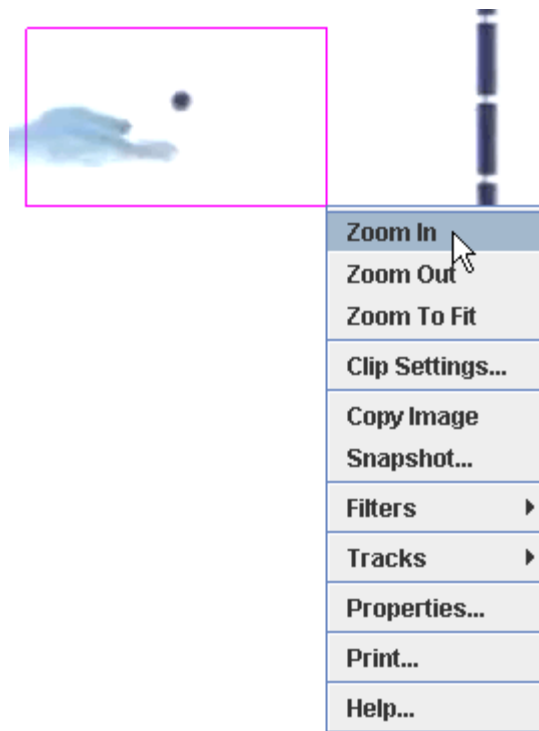 Zoom In
Zoom Out
Zoom To Fit
Clip Settings...
Copy Image
Snapshot...
Filters
Tracks
Properties...
Print...
Help...